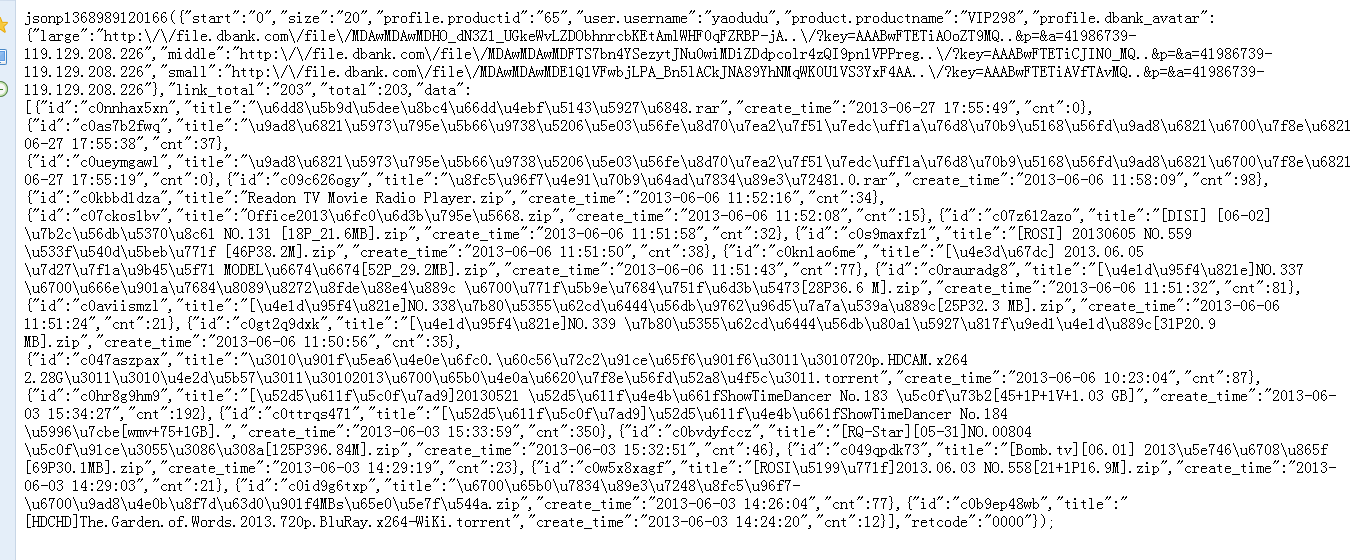 jsonp1368989120166({"start":"0","size":"20","profile.productid":"65","user.username":"yaodudu","product.productname":"VIP298","profile.dbank_avatar":
{"large":"http:\/\/file.dbank.com\/file\/MDAwMDAwMDHO_dN3Z1_UGkeWvLZDObhnrcbKEtAmlWHF0qFZRBP-jA..\/?key=AAABwFTETiAOoZT9MQ..&p=&a=41986739-
119.129.208.226","middle":"http:\/\/file.dbank.com\/file\/MDAwMDAwMDFTS7bn4YSezytjNu0wiMDiZDdpcolr4zQI9pn1VPPreg..\/?key=AAABwFTETiCJIN0_MQ..&p=&a=41986739-
119.129.208.226","small":"http:\/\/file.dbank.com\/file\/MDAwMDAwMDE1Q1VFwbjLPA_Bn5lACkJNA89YhNMqWK0U1VS3YxF4AA..\/?key=AAABwFTETiAVfTAvMQ..&p=&a=41986739-
119.129.208.226"},"link_total":"203","total":203,"data":
[{"id":"c0nnhax5xn","title":"\u6dd8\u5b9d\u5dee\u8bc4\u66dd\u4ebf\u5143\u5927\u6848.rar","create_time":"2013-06-27 17:55:49","cnt":0},
{"id":"c0as7b2fwq","title":"\u9ad8\u6821\u5973\u795e\u5b66\u9738\u5206\u5e03\u56fe\u8d70\u7ea2\u7f51\u7edc\uff1a\u76d8\u70b9\u5168\u56fd\u9ad8\u6821\u6700\u7f8e\u6821
06-27 17:55:38","cnt":37},
{"id":"c0ueymgawl","title":"\u9ad8\u6821\u5973\u795e\u5b66\u9738\u5206\u5e03\u56fe\u8d70\u7ea2\u7f51\u7edc\uff1a\u76d8\u70b9\u5168\u56fd\u9ad8\u6821\u6700\u7f8e\u6821
06-27 17:55:19","cnt":0},{"id":"c09c626ogy","title":"\u8fc5\u96f7\u4e91\u70b9\u64ad\u7834\u89e3\u72481.0.rar","create_time":"2013-06-06 11:58:09","cnt":98},
{"id":"c0kbbdldza","title":"Readon TV Movie Radio Player.zip","create_time":"2013-06-06 11:52:16","cnt":34},
{"id":"c07ckoslbv","title":"Office2013\u6fc0\u6d3b\u795e\u5668.zip","create_time":"2013-06-06 11:52:08","cnt":15},{"id":"c07z612azo","title":"[DISI] [06-02]
\u7b2c\u56db\u5370\u8c61 NO.131 [18P_21.6MB].zip","create_time":"2013-06-06 11:51:58","cnt":32},{"id":"c0s9maxfzl","title":"[ROSI] 20130605 NO.559
\u533f\u540d\u5beb\u771f [46P38.2M].zip","create_time":"2013-06-06 11:51:50","cnt":38},{"id":"c0knlao6me","title":"[\u4e3d\u67dc] 2013.06.05
\u7d27\u7f1a\u9b45\u5f71 MODEL\u6674\u6674[52P_29.2MB].zip","create_time":"2013-06-06 11:51:43","cnt":77},{"id":"c0rauradg8","title":"[\u4e1d\u95f4\u821e]NO.337
\u6700\u666e\u901a\u7684\u8089\u8272\u8fde\u88e4\u889c \u6700\u771f\u5b9e\u7684\u751f\u6d3b\u5473[28P36.6 M].zip","create_time":"2013-06-06 11:51:32","cnt":81},
{"id":"c0aviismzl","title":"[\u4e1d\u95f4\u821e]NO.338\u7b80\u5355\u62cd\u6444\u56db\u9762\u96d5\u7a7a\u539a\u889c[25P32.3 MB].zip","create_time":"2013-06-06
11:51:24","cnt":21},{"id":"c0gt2q9dxk","title":"[\u4e1d\u95f4\u821e]NO.339 \u7b80\u5355\u62cd\u6444\u56db\u80a1\u5927\u817f\u9ed1\u4e1d\u889c[31P20.9
MB].zip","create_time":"2013-06-06 11:50:56","cnt":35},
{"id":"c047aszpax","title":"\u3010\u901f\u5ea6\u4e0e\u6fc0.\u60c56\u72c2\u91ce\u65f6\u901f6\u3011\u3010720p.HDCAM.x264
2.28G\u3011\u3010\u4e2d\u5b57\u3011\u30102013\u6700\u65b0\u4e0a\u6620\u7f8e\u56fd\u52a8\u4f5c\u3011.torrent","create_time":"2013-06-06 10:23:04","cnt":87},
{"id":"c0hr8g9hm9","title":"[\u52d5\u611f\u5c0f\u7ad9]20130521 \u52d5\u611f\u4e4b\u661fShowTimeDancer No.183 \u5c0f\u73b2[45+1P+1V+1.03 GB]","create_time":"2013-06-
03 15:34:27","cnt":192},{"id":"c0ttrqs471","title":"[\u52d5\u611f\u5c0f\u7ad9]\u52d5\u611f\u4e4b\u661fShowTimeDancer No.184
\u5996\u7cbe[wmv+75+1GB].","create_time":"2013-06-03 15:33:59","cnt":350},{"id":"c0bvdyfccz","title":"[RQ-Star][05-31]NO.00804
\u5c0f\u91ce\u3055\u3086\u308a[125P396.84M].zip","create_time":"2013-06-03 15:32:51","cnt":46},{"id":"c049qpdk73","title":"[Bomb.tv][06.01] 2013\u5e746\u6708\u865f
[69P30.1MB].zip","create_time":"2013-06-03 14:29:19","cnt":23},{"id":"c0w5x8xagf","title":"[ROSI\u5199\u771f]2013.06.03 NO.558[21+1P16.9M].zip","create_time":"2013-
06-03 14:29:03","cnt":21},{"id":"c0id9g6txp","title":"\u6700\u65b0\u7834\u89e3\u7248\u8fc5\u96f7-
\u6700\u9ad8\u4e0b\u8f7d\u63d0\u901f4MBs\u65e0\u5e7f\u544a.zip","create_time":"2013-06-03 14:26:04","cnt":77},{"id":"c0b9ep48wb","title":"
[HDCHD]The.Garden.of.Words.2013.720p.BluRay.x264-WiKi.torrent","create_time":"2013-06-03 14:24:20","cnt":12}],"retcode":"0000"});